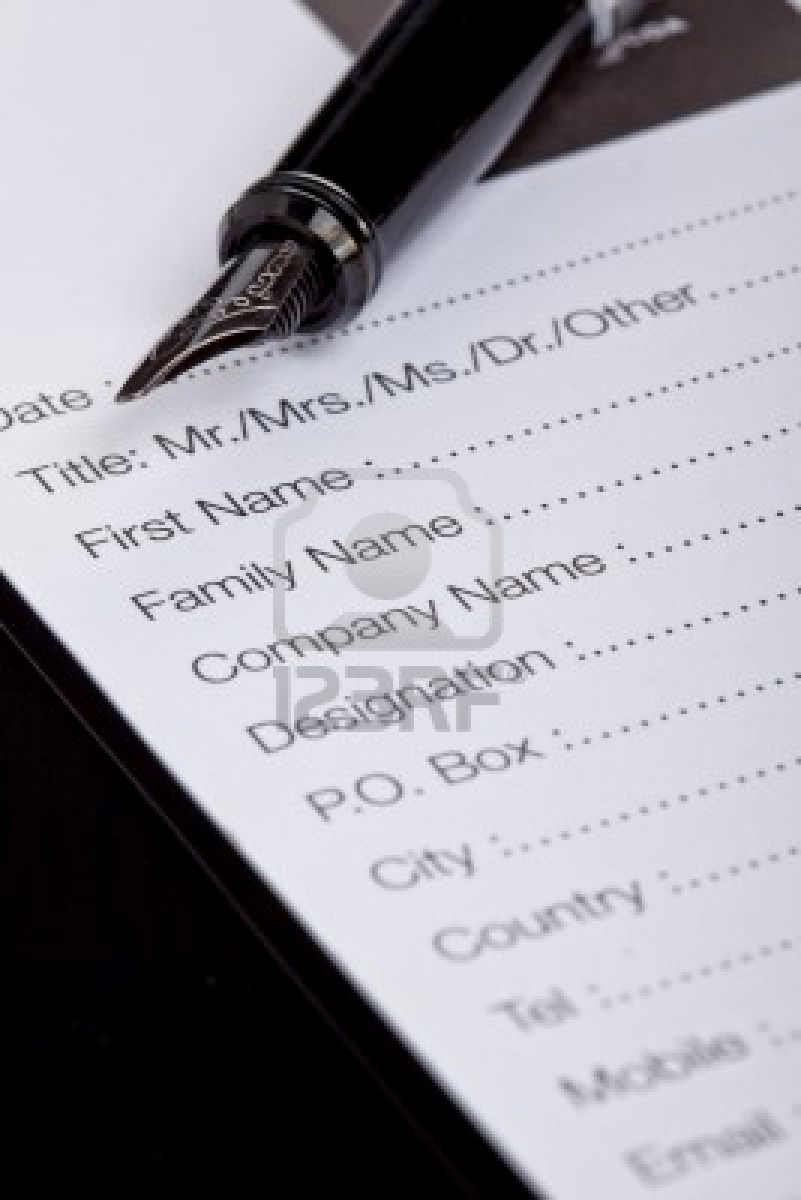 Date :
Title: Mr./Mrs./Ms./Dr./Other
First Name :
Family Name :
Company Name :
Designation :
P.O. Box :
City :
Country :
Tel :
Mobile :
Email :
123RF